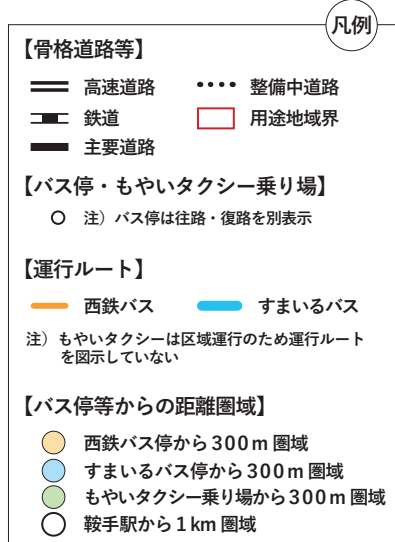 凡例
【骨格道路等】
高速道路 整備中道路
鉄道 用途地域界
主要道路
【バス停・もやいタクシー乗り場】
注）バス停は往路・復路を別表示
【運行ルート】
西鉄バス すまいるバス
注）もやいタクシーは区域運行のため運行ルート
を図示していない
【バス停等からの距離圏域】
西鉄バス停から300m圏域
すまいるバス停から300m圏域
もやいタクシー乗り場から300m圏域
鞍手駅から1km圏域